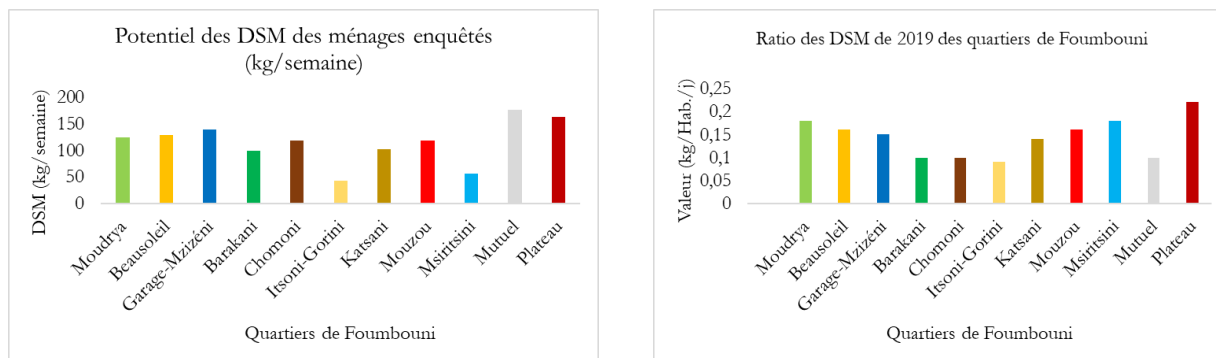 Potentiel des DSM des ménages enquêtés
(kg/semaine)
DSM (kg/semaine)
200
150
100
50
0
Moudrya
Beausoleil
Garage-Mzizéni
Barakani
Chomoni
Itsoni-Gorini
Katsani
Mouzou
Msiritsini
Mutuel
Plateau
Quartiers de Foumbouni
Ratio des DSM de 2019 des quartiers de Foumbouni
Valeur (kg/Hab./j)
0,25
0,2
0,15
0,1
0,05
0
Moudrya
Beausoleil
Garage-Mzizéni
Barakani
Chomoni
Itsoni-Gorini
Katsani
Mouzou
Msiritsini
Mutuel
Plateau
Quartiers de Foumbouni